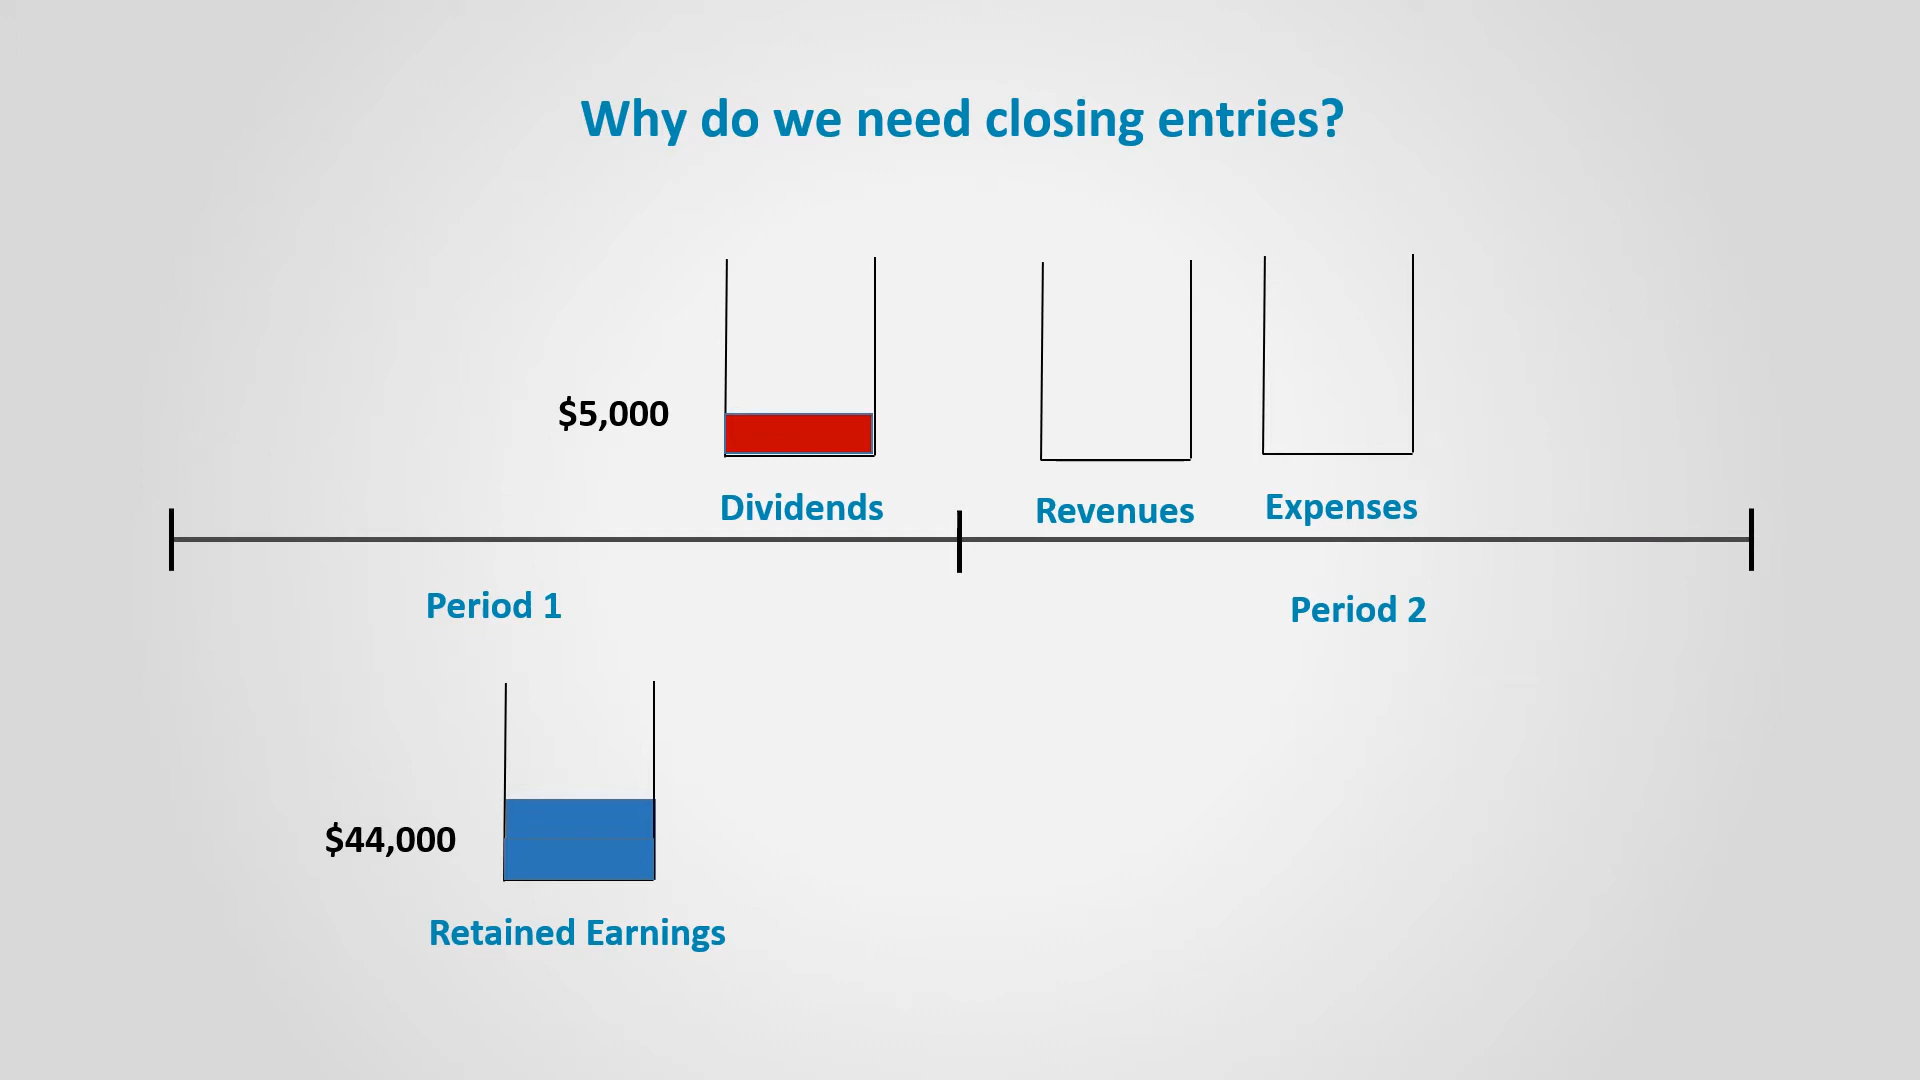 Why do we need closing entries?
$5,000
Dividends
Revenues
Expenses
Period 1
Period 2
$44,000
Retained Earnings